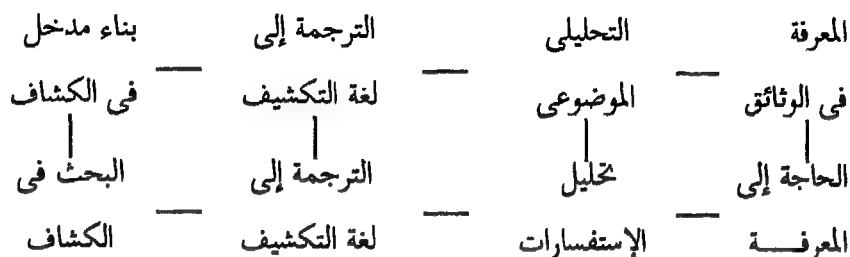 المعرفة — التحليلى — الترجمة إلى — بناء مدخل
فى الوثائق — الموضوعى — لغة التكشيف — فى الكشاف
الحاجة إلى — تحليل — الترجمة إلى — البحث فى
المعرفــــة — الإستفسارات — لغة التكشيف — الكشاف